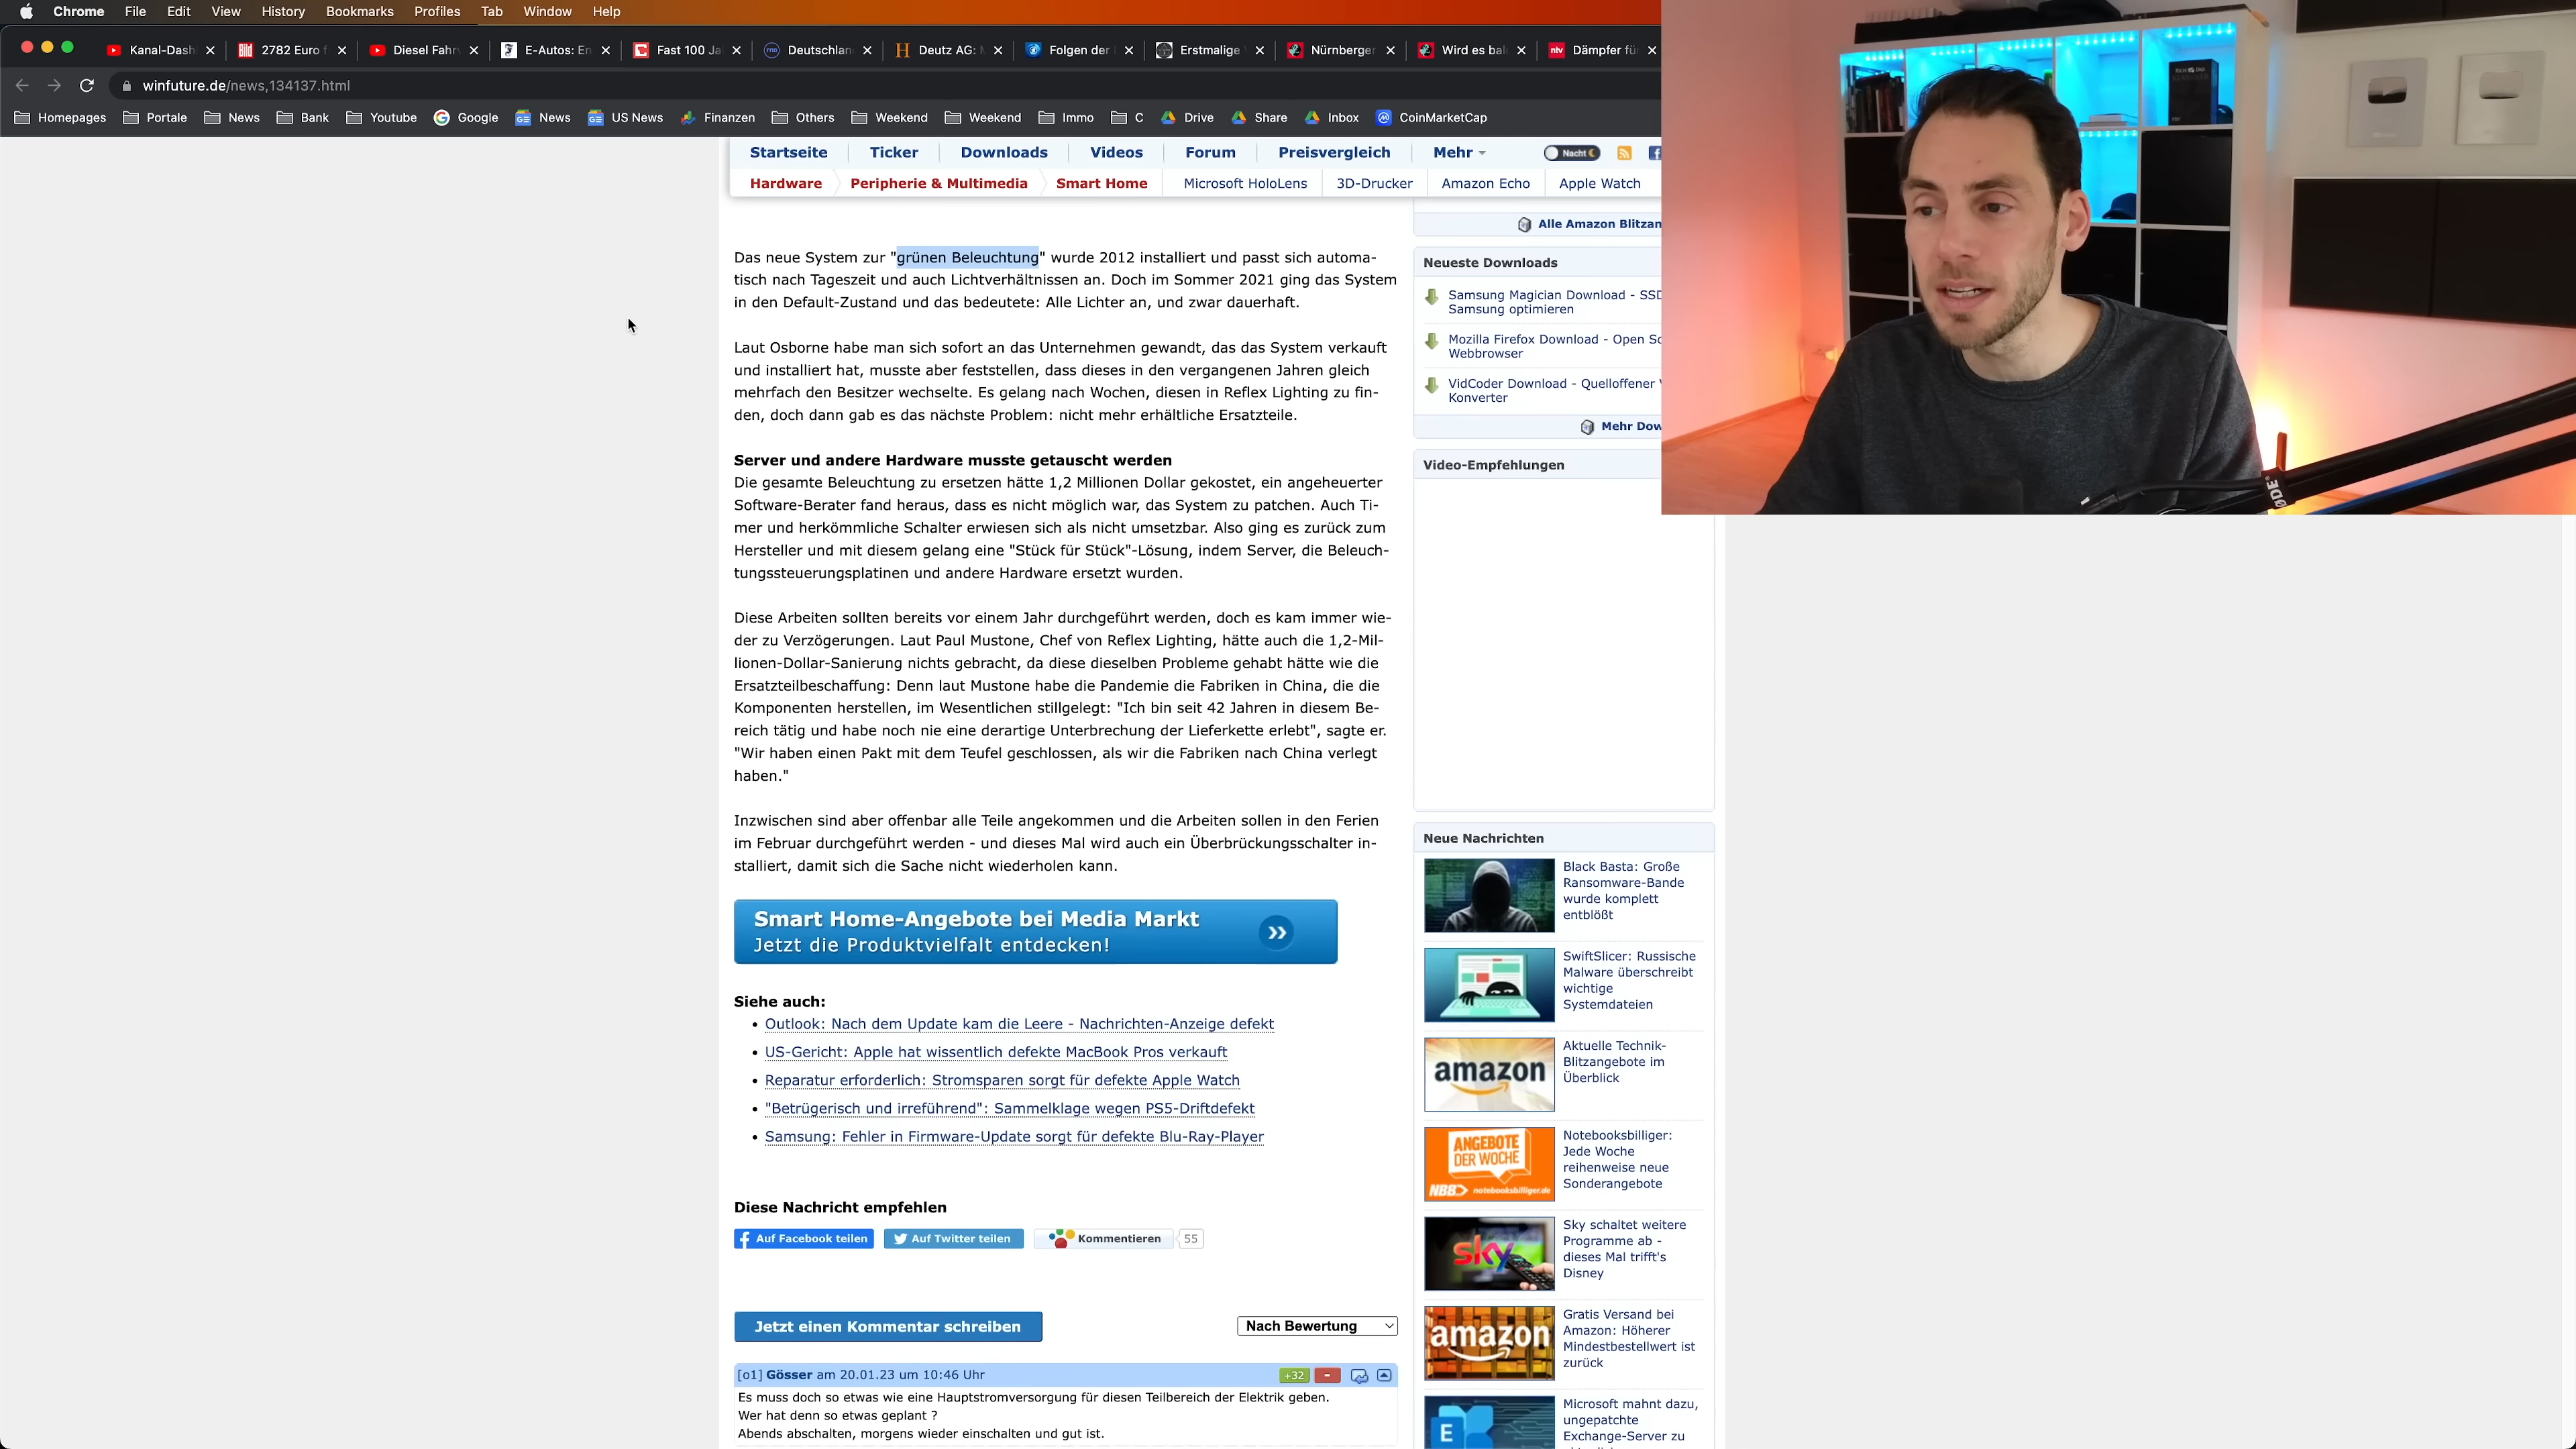 Chrome File Edit View History Bookmarks Profiles Tab Window Help
Kanal-Dash 2782 Euro f Diesel Fahr E-Autos: En Fast 100 Ja Deutschlan Deutz AG: Folgen der Erstmalige Nürnberger Wird es bal Dämpfer fü
winfuture.de/news,134137.html
Homepages Portale News Bank Youtube Google News US News Finanzen Others Weekend Weekend Immo C Drive Share Inbox CoinMarketCap
Startseite Ticker Downloads Videos Forum Preisvergleich Mehr Nacht
Hardware Peripherie & Multimedia Smart Home Microsoft HoloLens 3D-Drucker Amazon Echo Apple Watch
Das neue System zur "grünen Beleuchtung" wurde 2012 installiert und passt sich automa-
tisch nach Tageszeit und auch Lichtverhältnissen an. Doch im Sommer 2021 ging das System
in den Default-Zustand und das bedeutete: Alle Lichter an, und zwar dauerhaft.
Laut Osborne habe man sich sofort an das Unternehmen gewandt, das das System verkauft
und installiert hat, musste aber feststellen, dass dieses in den vergangenen Jahren gleich
mehrfach den Besitzer wechselte. Es gelang nach Wochen, diesen in Reflex Lighting zu fin-
den, doch dann gab es das nächste Problem: nicht mehr erhältliche Ersatzteile.
Server und andere Hardware musste getauscht werden
Die gesamte Beleuchtung zu ersetzen hätte 1,2 Millionen Dollar gekostet, ein angeheuerter
Software-Berater fand heraus, dass es nicht möglich war, das System zu patchen. Auch Ti-
mer und herkömmliche Schalter erwiesen sich als nicht umsetzbar. Also ging es zurück zum
Hersteller und mit diesem gelang eine "Stück für Stück"-Lösung, indem Server, die Beleuch-
tungssteuerungsplatinen und andere Hardware ersetzt wurden.
Diese Arbeiten sollten bereits vor einem Jahr durchgeführt werden, doch es kam immer wie-
der zu Verzögerungen. Laut Paul Mustone, Chef von Reflex Lighting, hätte auch die 1,2-Mil-
lionen-Dollar-Sanierung nichts gebracht, da diese dieselben Probleme gehabt hätte wie die
Ersatzteilbeschaffung: Denn laut Mustone habe die Pandemie die Fabriken in China, die die
Komponenten herstellen, im Wesentlichen stillgelegt: "Ich bin seit 42 Jahren in diesem Be-
reich tätig und habe noch nie eine derartige Unterbrechung der Lieferkette erlebt", sagte er.
"Wir haben einen Pakt mit dem Teufel geschlossen, als wir die Fabriken nach China verlegt
haben."
Inzwischen sind aber offenbar alle Teile angekommen und die Arbeiten sollen in den Ferien
im Februar durchgeführt werden - und dieses Mal wird auch ein Überbrückungsschalter in-
stalliert, damit sich die Sache nicht wiederholen kann.
Smart Home-Angebote bei Media Markt
Jetzt die Produktvielfalt entdecken!
Siehe auch:
• Outlook: Nach dem Update kam die Leere - Nachrichten-Anzeige defekt
• US-Gericht: Apple hat wissentlich defekte MacBook Pros verkauft
• Reparatur erforderlich: Stromsparen sorgt für defekte Apple Watch
• "Betrügerisch und irreführend": Sammelklage wegen PS5-Driftdefekt
• Samsung: Fehler in Firmware-Update sorgt für defekte Blu-Ray-Player
Diese Nachricht empfehlen
Auf Facebook teilen Auf Twitter teilen Kommentieren 55
Jetzt einen Kommentar schreiben Nach Bewertung
[o1] Gösser am 20.01.23 um 10:46 Uhr +32 -
Es muss doch so etwas wie eine Hauptstromversorgung für diesen Teilbereich der Elektrik geben.
Wer hat denn so etwas geplant ?
Abends abschalten, morgens wieder einschalten und gut ist.
Alle Amazon Blitzan
Neueste Downloads
Samsung Magician Download - SSD
Samsung optimieren
Mozilla Firefox Download - Open So
Webbrowser
VidCoder Download - Quelloffener
Konverter
Mehr Dow
Video-Empfehlungen
Neue Nachrichten
Black Basta: Große
Ransomware-Bande
wurde komplett
entblößt
SwiftSlicer: Russische
Malware überschreibt
wichtige
Systemdateien
amazon
Aktuelle Technik-
Blitzangebote im
Überblick
ANGEBOTE
DER WOCHE
NBB notebooksbilliger.de
Notebooksbilliger:
Jede Woche
reihenweise neue
Sonderangebote
sky
Sky schaltet weitere
Programme ab -
dieses Mal trifft's
Disney
amazon
Gratis Versand bei
Amazon: Höherer
Mindestbestellwert ist
zurück
E
Microsoft mahnt dazu,
ungepatchte
Exchange-Server zu
RØDE